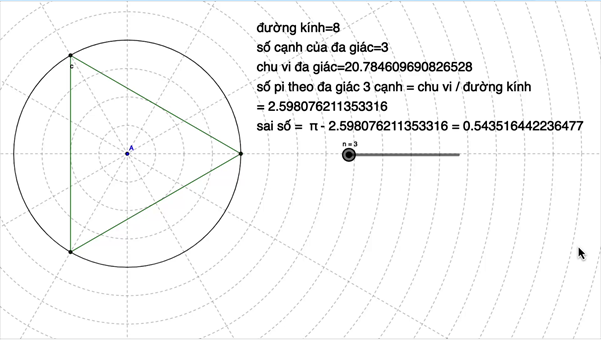 đường kính=8
số cạnh của đa giác=3
chu vi đa giác=20.784609690826528
số pi theo đa giác 3 cạnh = chu vi / đường kính
= 2.598076211353316
sai số = π - 2.598076211353316 = 0.543516442236477
n = 3
A
c